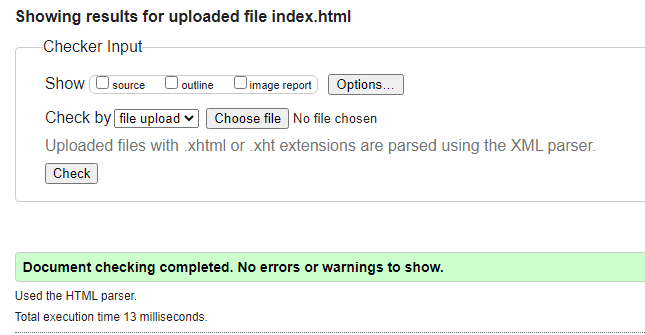 Showing results for uploaded file index.html
Checker Input
Show source outline image report Options...
Check by file upload Choose file No file chosen
Uploaded files with .xhtml or .xht extensions are parsed using the XML parser.
Check
Document checking completed. No errors or warnings to show.
Used the HTML parser.
Total execution time 13 milliseconds.